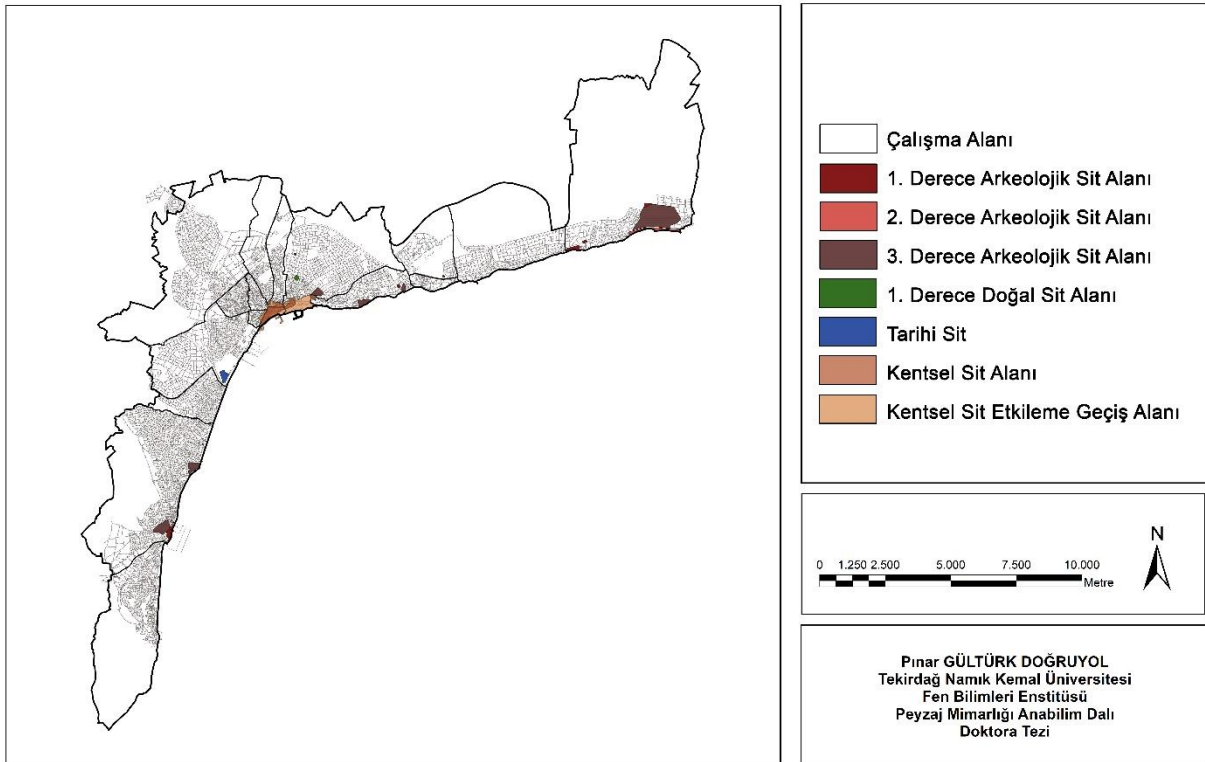 Çalışma Alanı
1. Derece Arkeolojik Sit Alanı
2. Derece Arkeolojik Sit Alanı
3. Derece Arkeolojik Sit Alanı
1. Derece Doğal Sit Alanı
Tarihi Sit
Kentsel Sit Alanı
Kentsel Sit Etkileme Geçiş Alanı
N
0 1.250 2.500 5.000 7.500 10.000
Metre
Pınar GÜLTÜRK DOĞRUYOL
Tekirdağ Namık Kemal Üniversitesi
Fen Bilimleri Enstitüsü
Peyzaj Mimarlığı Anabilim Dalı
Doktora Tezi